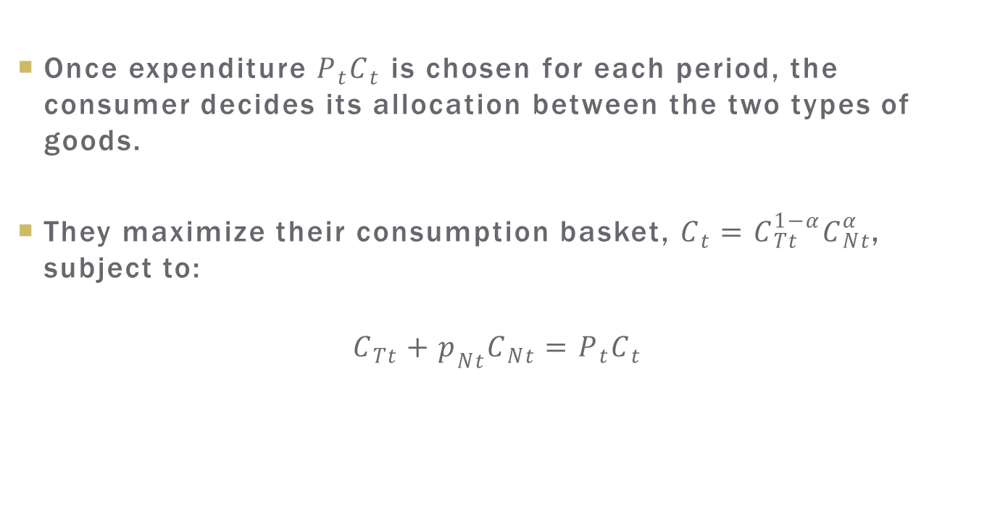 Once expenditure $P_tC_t$ is chosen for each period, the
consumer decides its allocation between the two types of
goods.
They maximize their consumption basket, $C_t = C_{Tt}^{1-\alpha}C_{Nt}^{\alpha}$,
subject to:
$C_{Tt} + p_{Nt}C_{Nt} = P_tC_t$